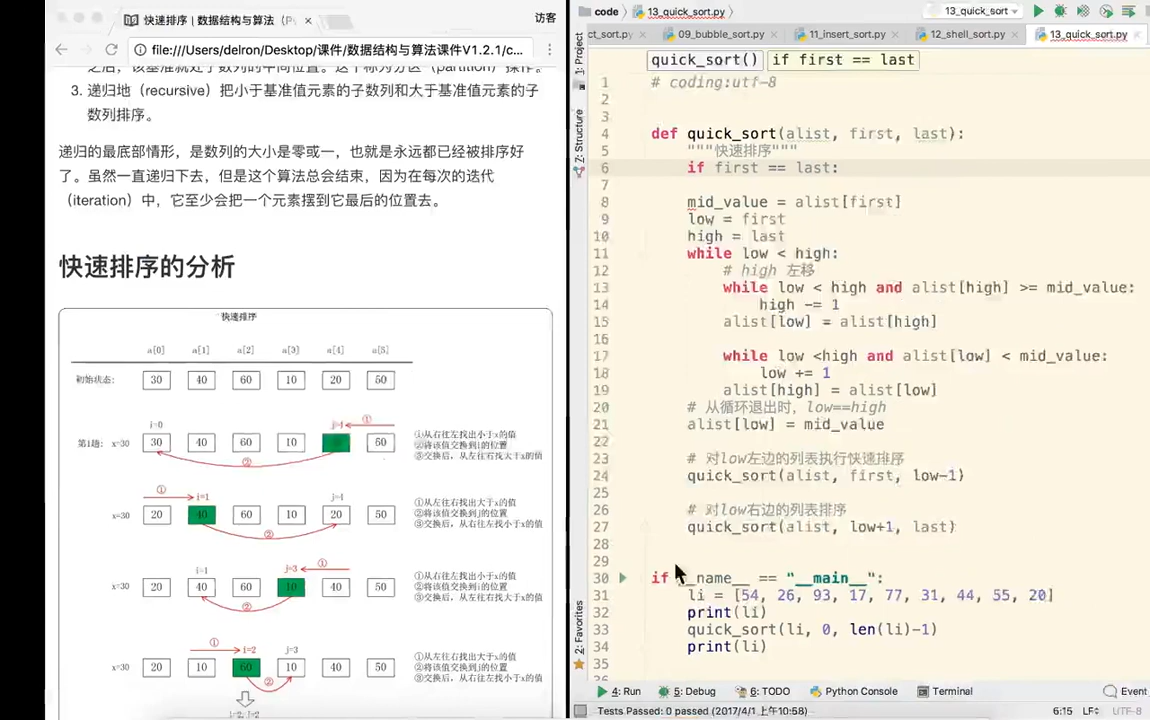 快速排序 | 数据结构与算法 (Py
访客
file:///Users/delron/Desktop/课件/数据结构与算法课件V1.2.1/c...
之后，该基准就处于数列的中间位置。这个称为分区（partition）操作。
3. 递归地（recursive）把小于基准值元素的子数列和大于基准值元素的子
数列排序。
递归的最底部情形，是数列的大小是零或一，也就是永远都已经被排序好
了。虽然一直递归下去，但是这个算法总会结束，因为在每次的迭代
（iteration）中，它至少会把一个元素摆到它最后的位置去。
快速排序的分析
快速排序
a[0] a[1] a[2] a[3] a[4] a[5]
初始状态: 30 40 60 10 20 50
i=0 j=4 ①
第1趟: x=30 30 40 60 10 50
②
①从右往左找出小于x的值
②将该值交换到i的位置
③交换后，从左往右找大于x的值
① i=1 j=4
x=30 20 40 60 10 20 50
②
①从左往右找出大于x的值
②将该值交换到j的位置
③交换后，从右往左找小于x的值
i=1 j=3 ①
x=30 20 40 60 10 40 50
②
①从右往左找出小于x的值
②将该值交换到i的位置
③交换后，从左往右找大于x的值
① i=2 j=3
x=30 20 10 60 10 40 50
②
①从左往右找出大于x的值
②将该值交换到j的位置
③交换后，从右往左找小于x的值
code 13_quick_sort.py
13_quick_sort
ct_sort.py 09_bubble_sort.py 11_insert_sort.py 12_shell_sort.py 13_quick_sort.py
1: Project
7: Structure
2: Favorites
quick_sort() if first == last
1 # coding:utf-8
2
3
4 def quick_sort(alist, first, last):
5 """快速排序"""
6 if first == last:
7
8 mid_value = alist[first]
9 low = first
10 high = last
11 while low < high:
12 # high 左移
13 while low < high and alist[high] >= mid_value:
14 high -= 1
15 alist[low] = alist[high]
16
17 while low <high and alist[low] < mid_value:
18 low += 1
19 alist[high] = alist[low]
20 # 从循环退出时，low==high
21 alist[low] = mid_value
22
23 # 对low左边的列表执行快速排序
24 quick_sort(alist, first, low-1)
25
26 # 对low右边的列表排序
27 quick_sort(alist, low+1, last)
28
29
30 if __name__ == "__main__":
31 li = [54, 26, 93, 17, 77, 31, 44, 55, 20]
32 print(li)
33 quick_sort(li, 0, len(li)-1)
34 print(li)
35
4: Run 5: Debug 6: TODO Python Console Terminal Event
Tests Passed: 0 passed (2017/4/1 上午10:58) 6:15 LF UTF-8